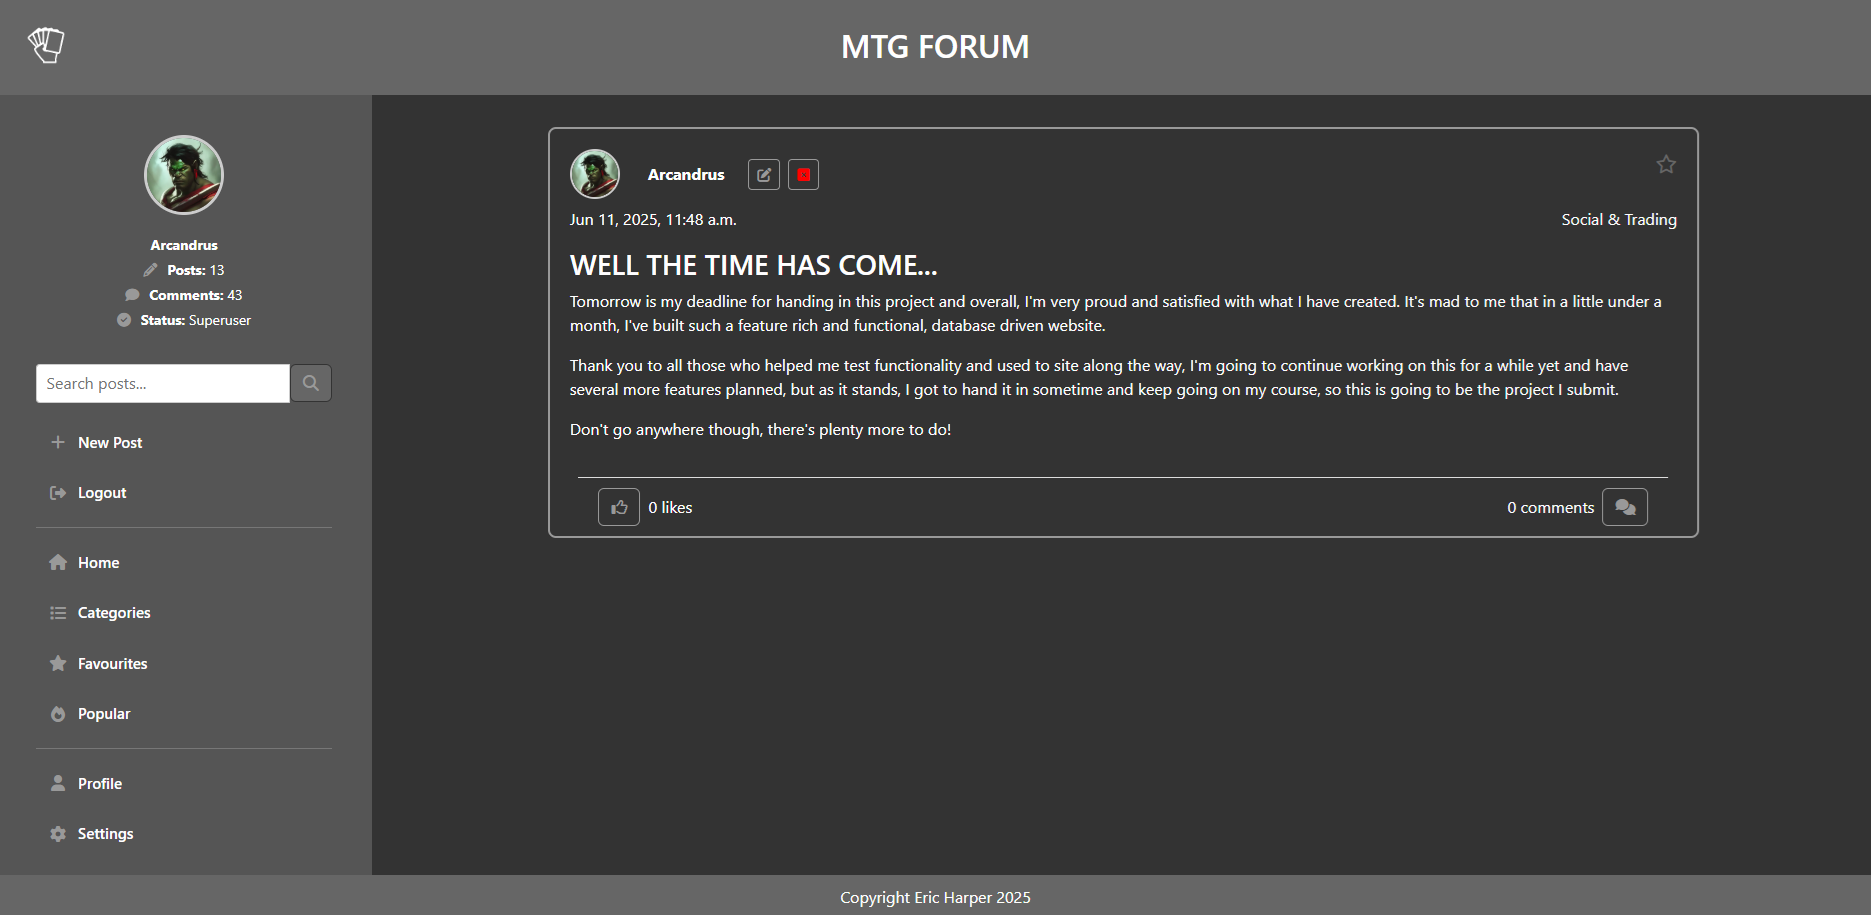 MTG FORUM
Arcandrus
Posts: 13
Comments: 43
Status: Superuser
Search posts...
New Post
Logout
Home
Categories
Favourites
Popular
Profile
Settings
Arcandrus
Jun 11, 2025, 11:48 a.m.
Social & Trading
WELL THE TIME HAS COME...
Tomorrow is my deadline for handing in this project and overall, I'm very proud and satisfied with what I have created. It's mad to me that in a little under a
month, I've built such a feature rich and functional, database driven website.
Thank you to all those who helped me test functionality and used to site along the way, I'm going to continue working on this for a while yet and have
several more features planned, but as it stands, I got to hand it in sometime and keep going on my course, so this is going to be the project I submit.
Don't go anywhere though, there's plenty more to do!
0 likes
0 comments
Copyright Eric Harper 2025